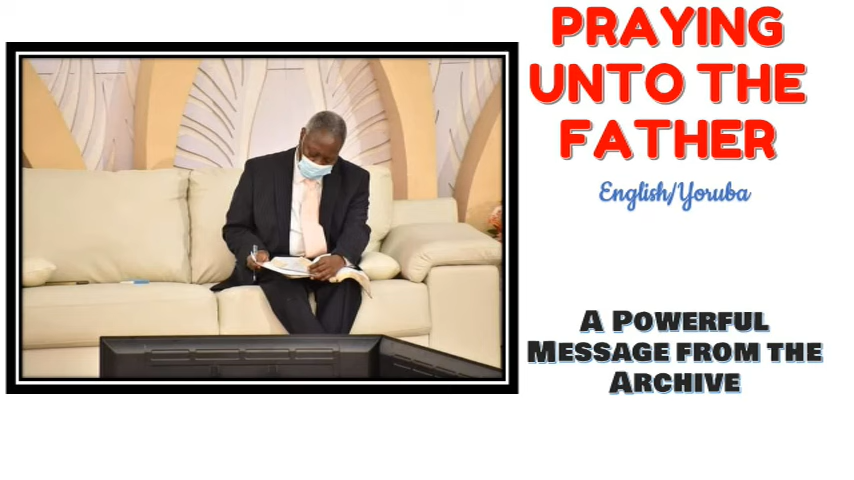 PRAYING
UNTO THE
FATHER
English/Yoruba
A Powerful
Message from the
Archive